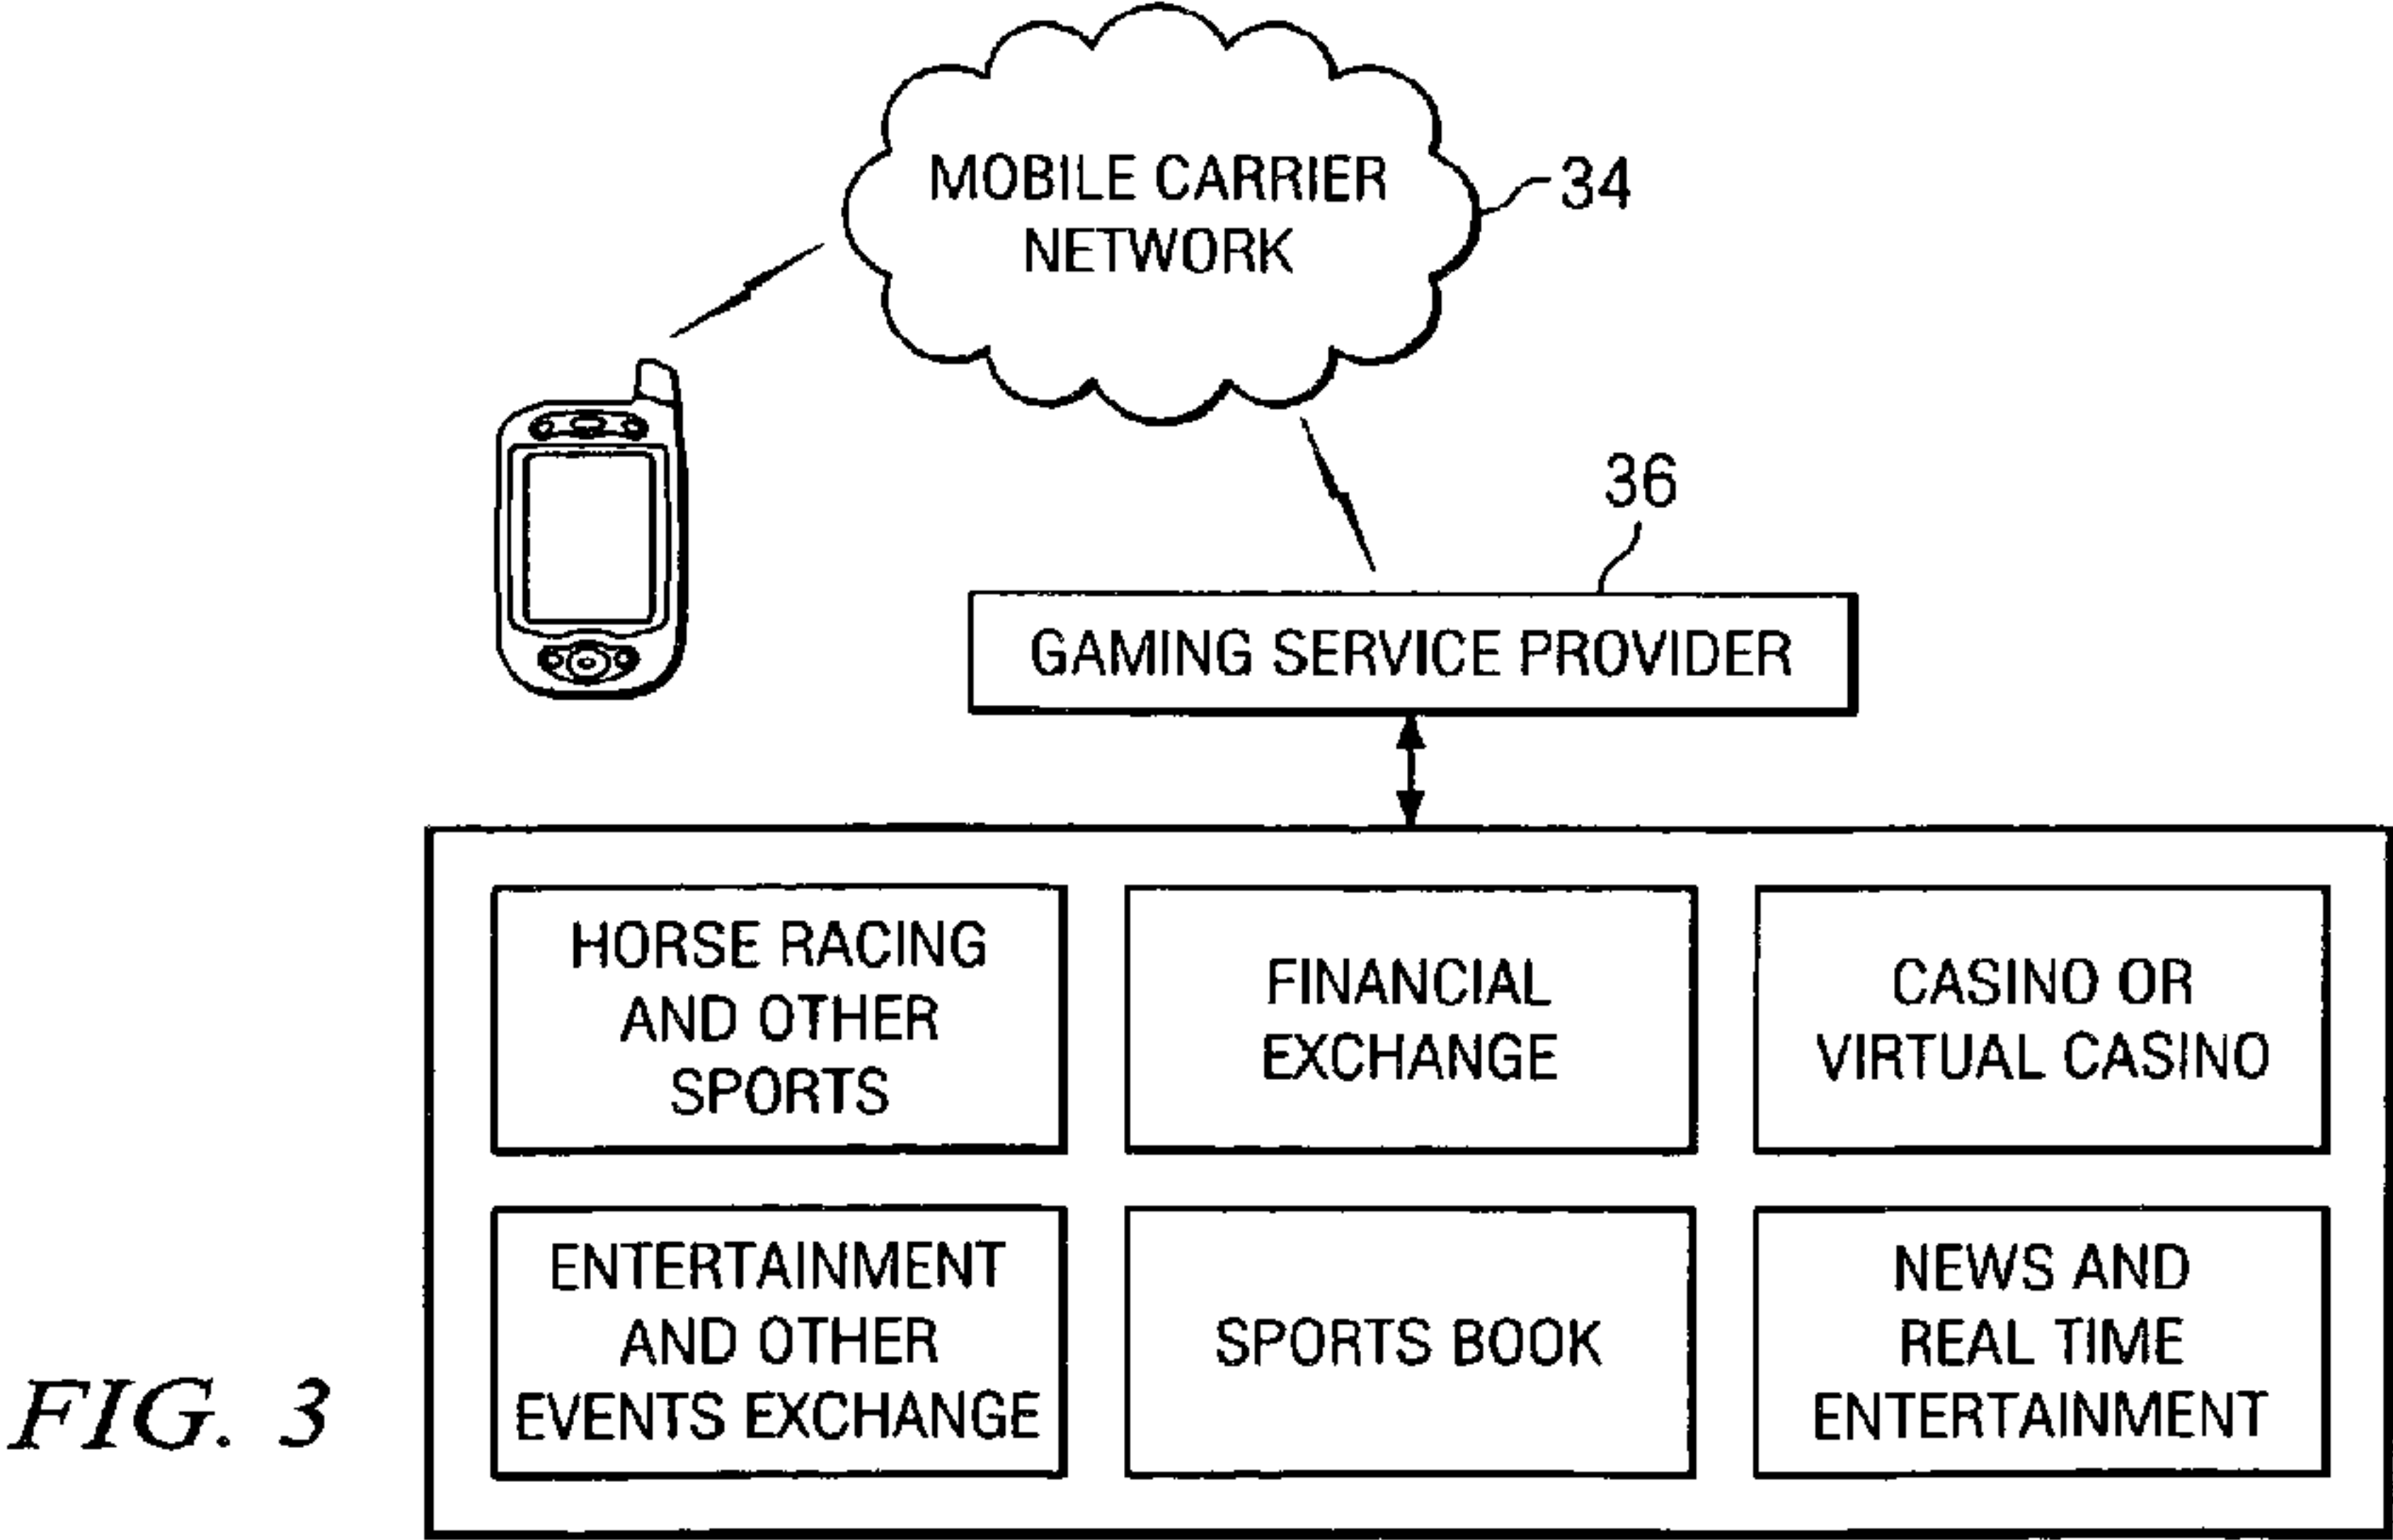 MOBILE CARRIER
NETWORK
34
36
GAMING SERVICE PROVIDER
HORSE RACING
AND OTHER
SPORTS
FINANCIAL
EXCHANGE
CASINO OR
VIRTUAL CASINO
ENTERTAINMENT
AND OTHER
EVENTS EXCHANGE
SPORTS BOOK
NEWS AND
REAL TIME
ENTERTAINMENT
FIG. 3